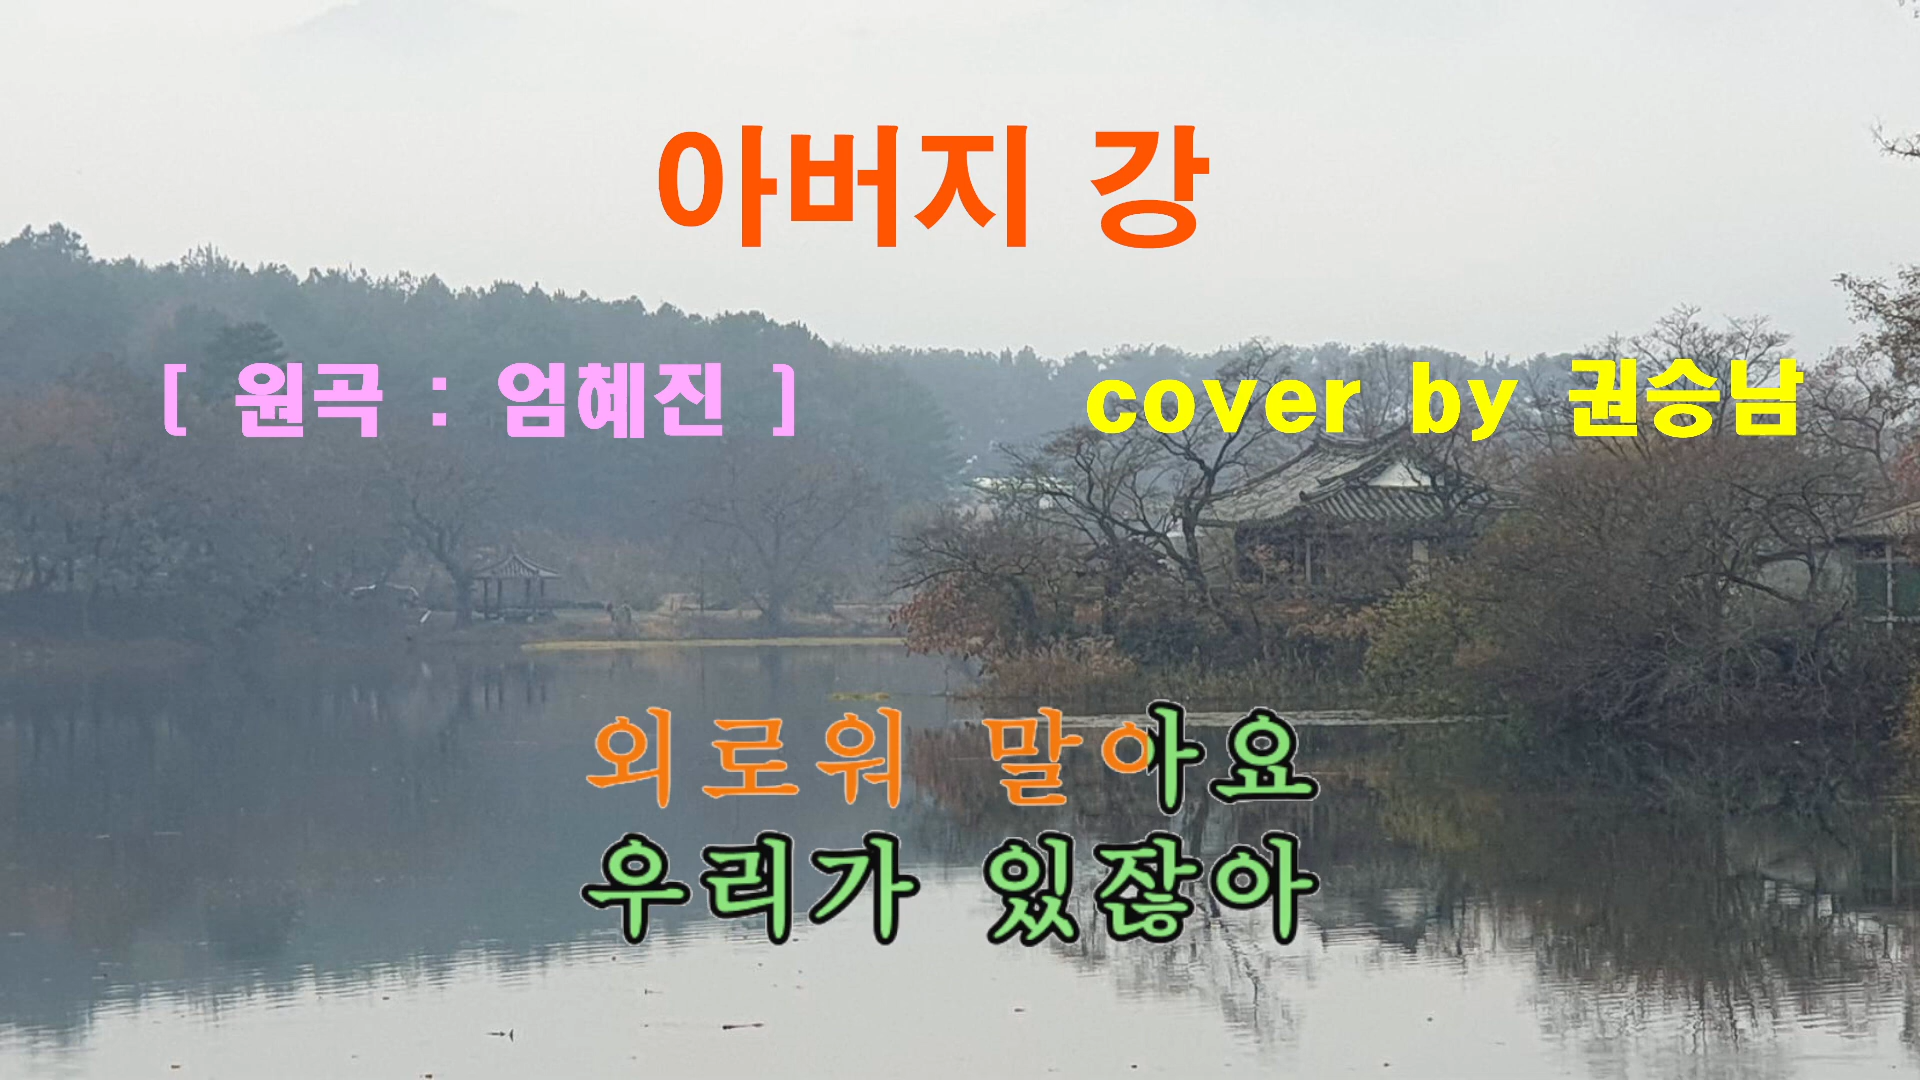 아버지 강
[ 원곡 : 엄혜진 ] cover by 권승남
외로워 말아요
우리가 있잖아